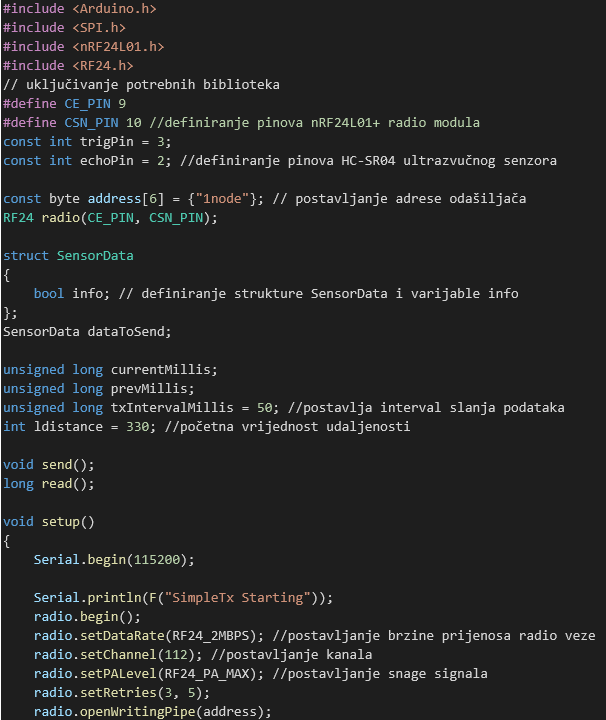 #include <Arduino.h>
#include <SPI.h>
#include <nRF24L01.h>
#include <RF24.h>
// uključivanje potrebnih biblioteka
#define CE_PIN 9
#define CSN_PIN 10 //definiranje pinova nRF24L01+ radio modula
const int trigPin = 3;
const int echoPin = 2; //definiranje pinova HC-SR04 ultrazvučnog senzora

const byte address[6] = {"1node"}; // postavljanje adrese odašiljača
RF24 radio(CE_PIN, CSN_PIN);

struct SensorData
{
    bool info; // definiranje strukture SensorData i varijable info
};
SensorData dataToSend;

unsigned long currentMillis;
unsigned long prevMillis;
unsigned long txIntervalMillis = 50; //postavlja interval slanja podataka
int ldistance = 330; //početna vrijednost udaljenosti

void send();
long read();

void setup()
{
    Serial.begin(115200);

    Serial.println(F("SimpleTx Starting"));
    radio.begin();
    radio.setDataRate(RF24_2MBPS); //postavljanje brzine prijenosa radio veze
    radio.setChannel(112); //postavljanje kanala
    radio.setPALevel(RF24_PA_MAX); //postavljanje snage signala
    radio.setRetries(3, 5);
    radio.openWritingPipe(address);